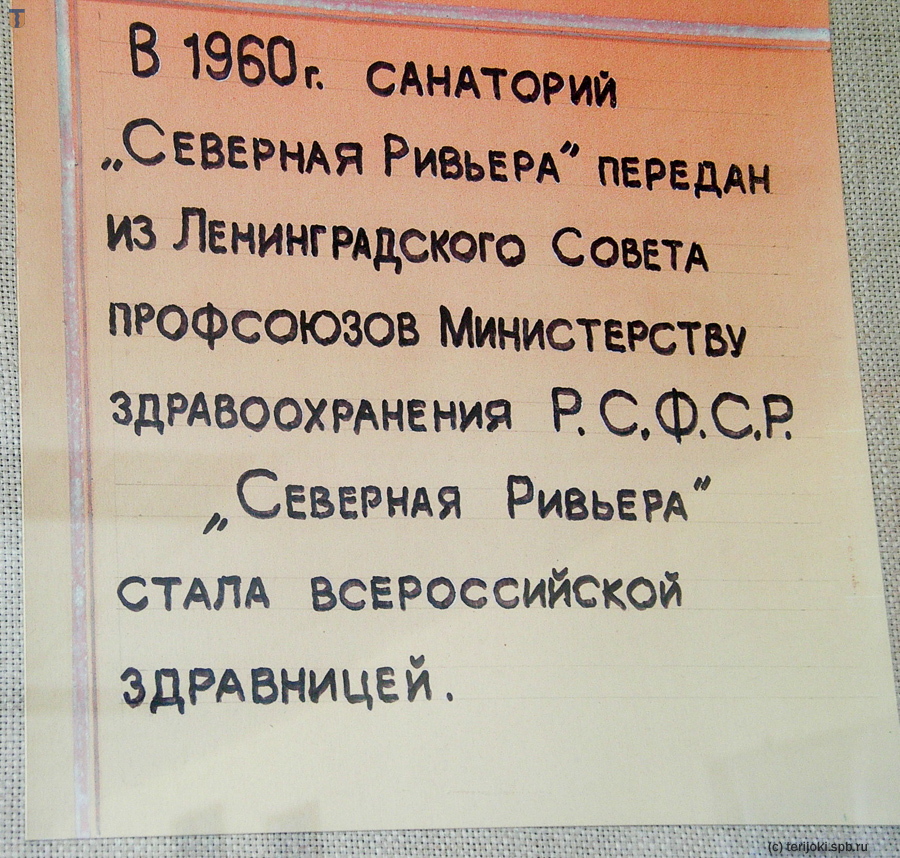 Т
В 1960г. САНАТОРИЙ
„СЕВЕРНАЯ РИВЬЕРА” ПЕРЕДАН
ИЗ ЛЕНИНГРАДСКОГО СОВЕТА
ПРОФСОЮЗОВ МИНИСТЕРСТВУ
ЗДРАВООХРАНЕНИЯ Р.С.Ф.С.Р.
„СЕВЕРНАЯ РИВЬЕРА”
СТАЛА ВСЕРОССИЙСКОЙ
ЗДРАВНИЦЕЙ.
(c) terijoki.spb.ru